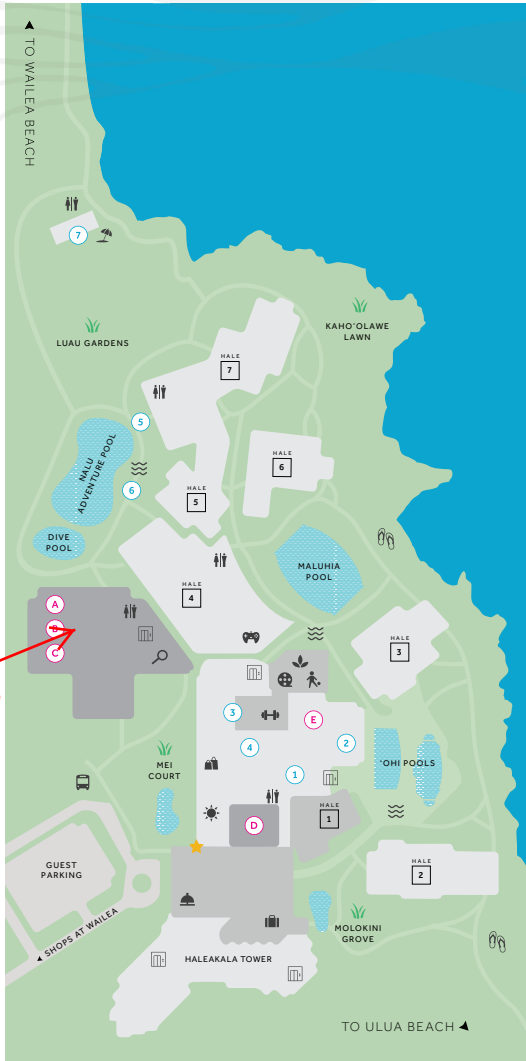 TO WAILEA BEACH
7
LUAU GARDENS
KAHO'OLAWE
LAWN
HALE
7
5
NALU
ADVENTURE POOL
HALE
6
6
HALE
5
DIVE
POOL
MALUHIA
POOL
HALE
4
A
B
C
HALE
3
3
E
4
2
MEI
COURT
1
'OHI POOLS
D
HALE
1
HALE
2
GUEST
PARKING
SHOPS AT WAILEA
MOLOKINI
GROVE
HALEAKALA TOWER
TO ULUA BEACH